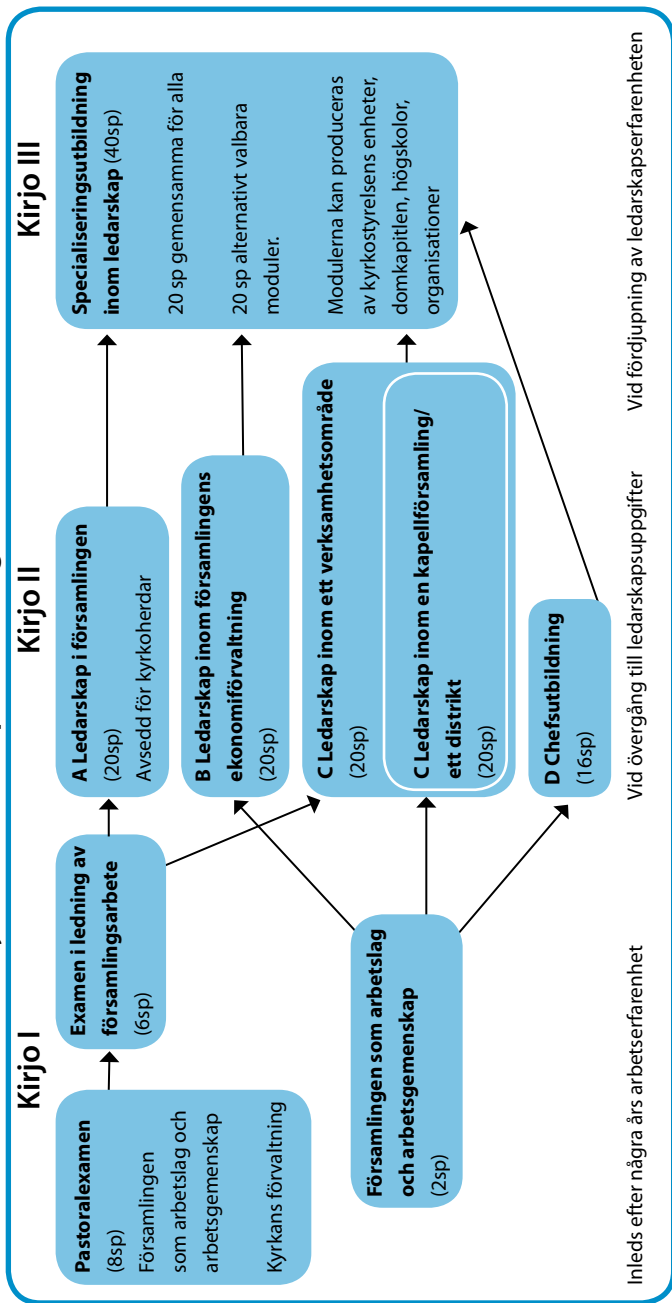 Kirjo I
Pastoralexamen
(8sp)
Församlingen
som arbetslag och
arbetsgemenskap
Kyrkans förvaltning
Examen i ledning av
församlingsarbete
(6sp)
Församlingen som arbetslag
och arbetsgemenskap
(2sp)
Inleds efter några års arbetserfarenhet
Kirjo II
A Ledarskap i församlingen
(20sp)
Avsedd för kyrkoherdar
B Ledarskap inom församlingens
ekonomiförvaltning
(20sp)
C Ledarskap inom ett verksamhetsområde
(20sp)
C Ledarskap inom en kapellförsamling/
ett distrikt
(20sp)
D Chefsutbildning
(16sp)
Vid övergång till ledarskapsuppgifter
Kirjo III
Specialiseringsutbildning
inom ledarskap (40sp)
20 sp gemensamma för alla
20 sp alternativt valbara
moduler.
Modulerna kan produceras
av kyrkostyrelsens enheter,
domkapitlen, högskolor,
organisationer
Vid fördjupning av ledarskapserfarenheten